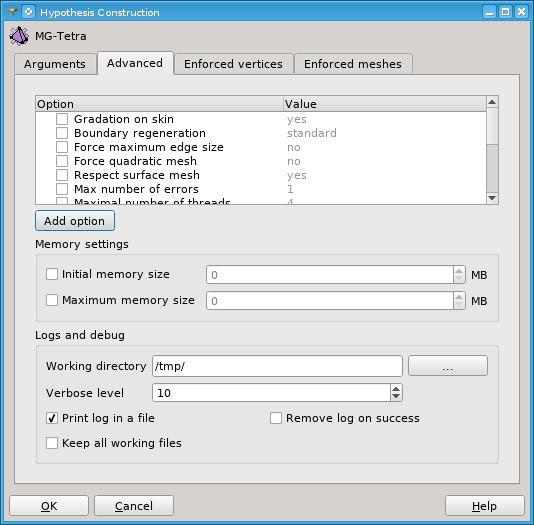 Hypothesis Construction
MG-Tetra
Arguments Advanced Enforced vertices Enforced meshes
Option Value
Gradation on skin yes
Boundary regeneration standard
Force maximum edge size no
Force quadratic mesh no
Respect surface mesh yes
Max number of errors 1
Maximal number of threads 4
Add option
Memory settings
Initial memory size 0 MB
Maximum memory size 0 MB
Logs and debug
Working directory /tmp/ ...
Verbose level 10
Print log in a file Remove log on success
Keep all working files
OK Cancel Help